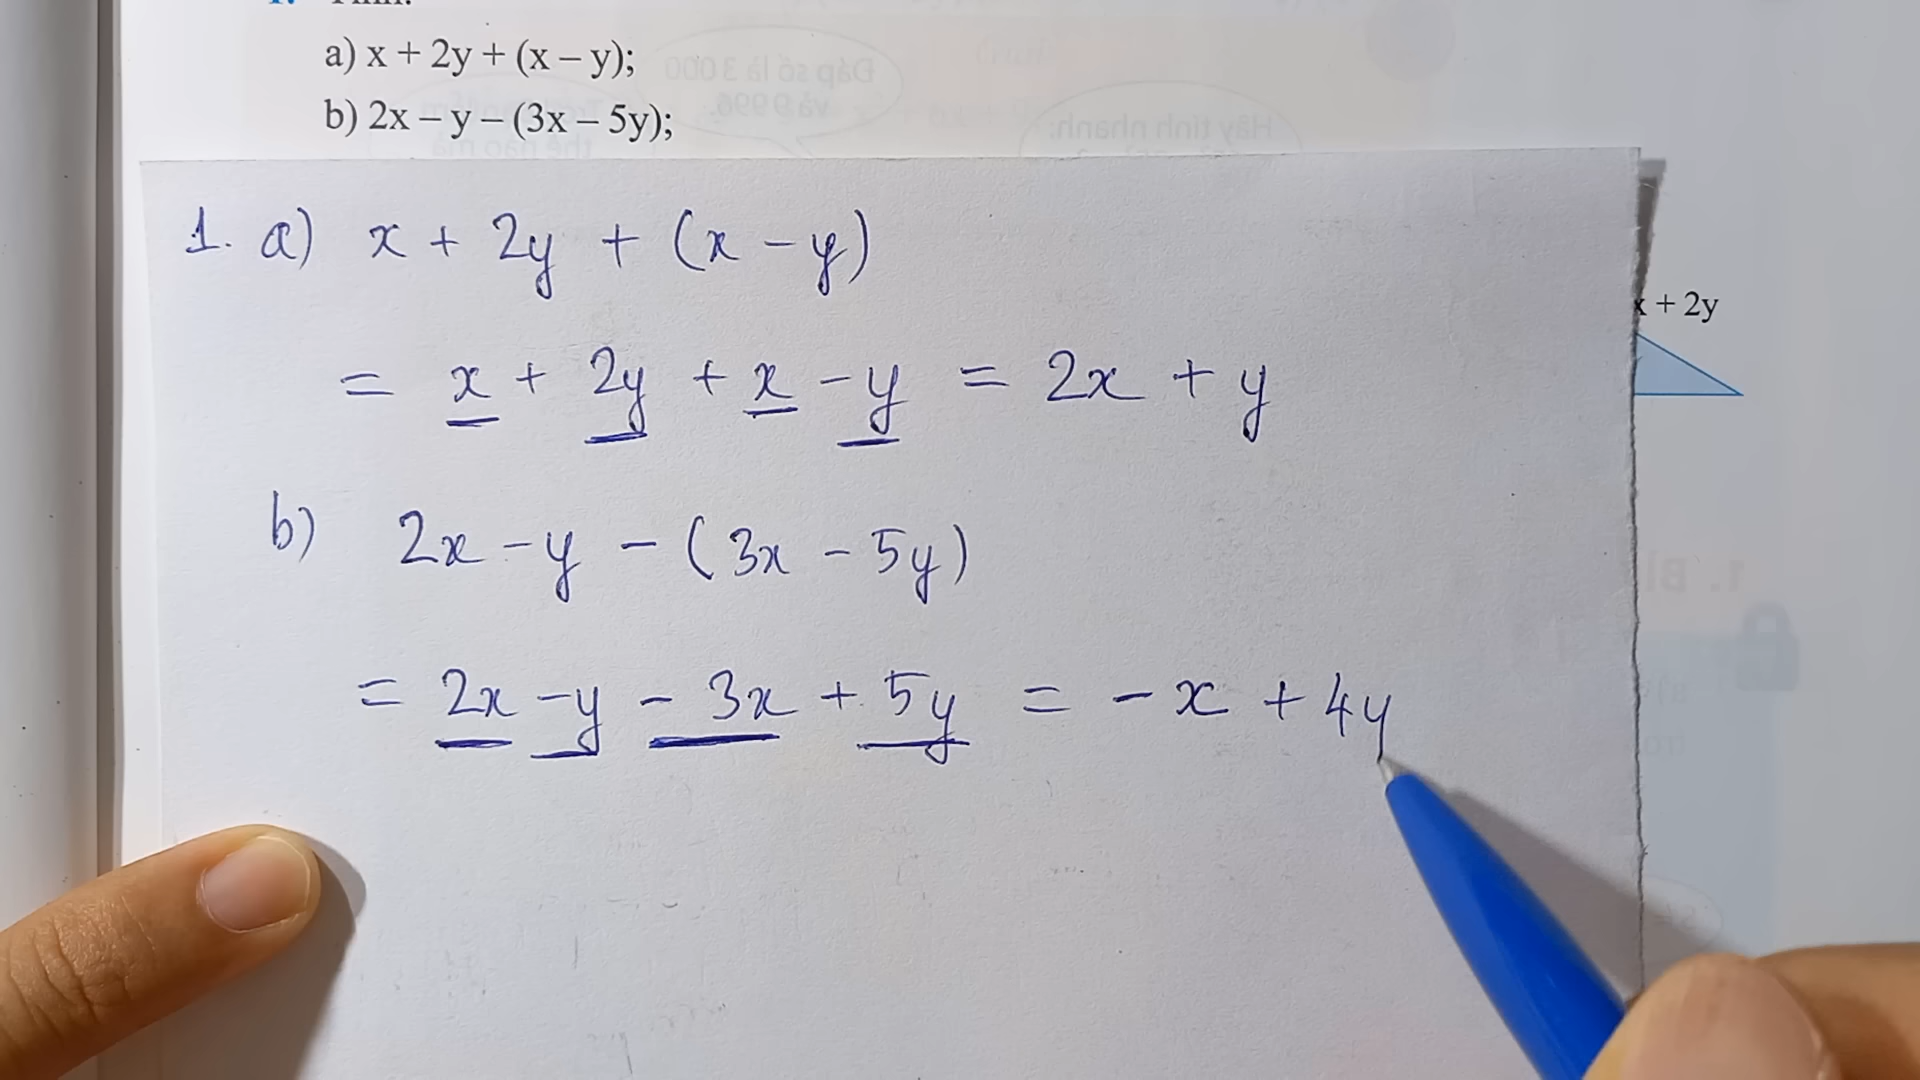 a) x + 2y + (x – y);
b) 2x – y – (3x – 5y);
1. a) x + 2y + (x - y)
= x + 2y + x - y = 2x + y
x + 2y
b) 2x - y - (3x - 5y)
= 2x - y - 3x + 5y = - x + 4y